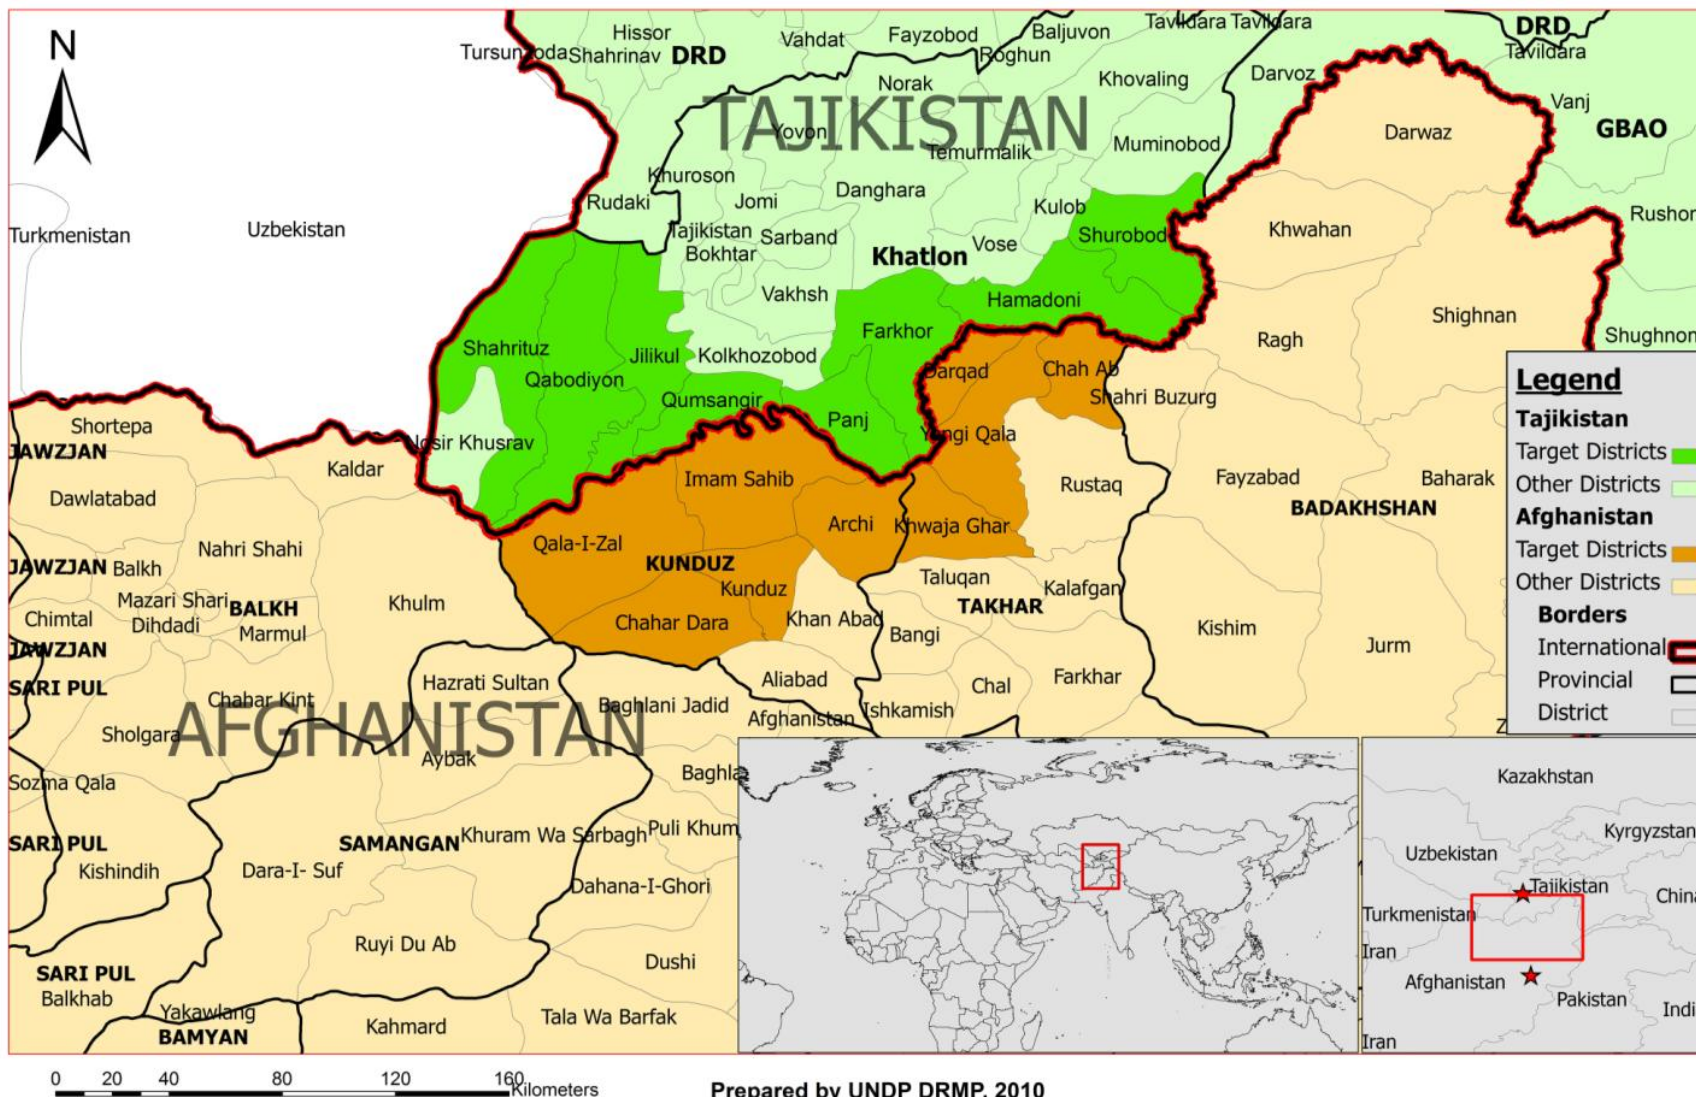 N
Tursunzoda
Hissor
Shahrinav
DRD
Vahdat
Fayzobod
Roghun
Baljuvon
Tavildara
Tavildara
DRD
Tavildara
Darvoz
Vanj
GBAO
Norak
Khovaling
TAJIKISTAN
Yovon
Temurmalik
Muminobod
Darwaz
Khuroson
Rudaki
Jomi
Danghara
Kulob
Rushon
Turkmenistan
Uzbekistan
Tajikistan
Bokhtar
Sarband
Khatlon
Vose
Shurobod
Khwahan
Vakhsh
Hamadoni
Farkhor
Shighnan
Ragh
Shughnon
Shahrituz
Jilikul
Kolkhozobod
Qabodiyon
Qumsangir
Panj
Darqad
Chah Ab
Shahri Buzurg
Yangi Qala
Nosir Khusrav
Shortepa
JAWZJAN
Kaldar
Dawlatabad
Imam Sahib
Rustaq
Fayzabad
Baharak
BADAKHSHAN
Archi
Khwaja Ghar
Qala-I-Zal
Nahri Shahi
JAWZJAN
Balkh
KUNDUZ
Kunduz
Taluqan
Kalafgan
TAKHAR
Mazari Shari
Dihdadi
BALKH
Marmul
Khulm
Chimtal
Chahar Dara
Khan Abad
Bangi
Kishim
Jurm
JAWZJAN
SARI PUL
Hazrati Sultan
Chabar Kint
Aliabad
Chal
Farkhar
Baghlani Jadid
Afghanistan
Ishkamish
AFGHANISTAN
Sholgara
Aybak
Sozma Qala
Baghla
SARI PUL
Kishindih
SAMANGAN
Khuram Wa Sarbagh
Puli Khum
Dara-I- Suf
Dahana-I-Ghori
Ruyi Du Ab
Dushi
SARI PUL
Balkhab
Yakawlang
BAMYAN
Kahmard
Tala Wa Barfak
Legend
Tajikistan
Target Districts
Other Districts
Afghanistan
Target Districts
Other Districts
Borders
International
Provincial
District
Z
Kazakhstan
Kyrgyzstan
Uzbekistan
Tajikistan
China
Turkmenistan
Iran
Afghanistan
Pakistan
Indi
Iran
0 20 40 80 120 160
Kilometers
Prepared by UNDP DRMP, 2010